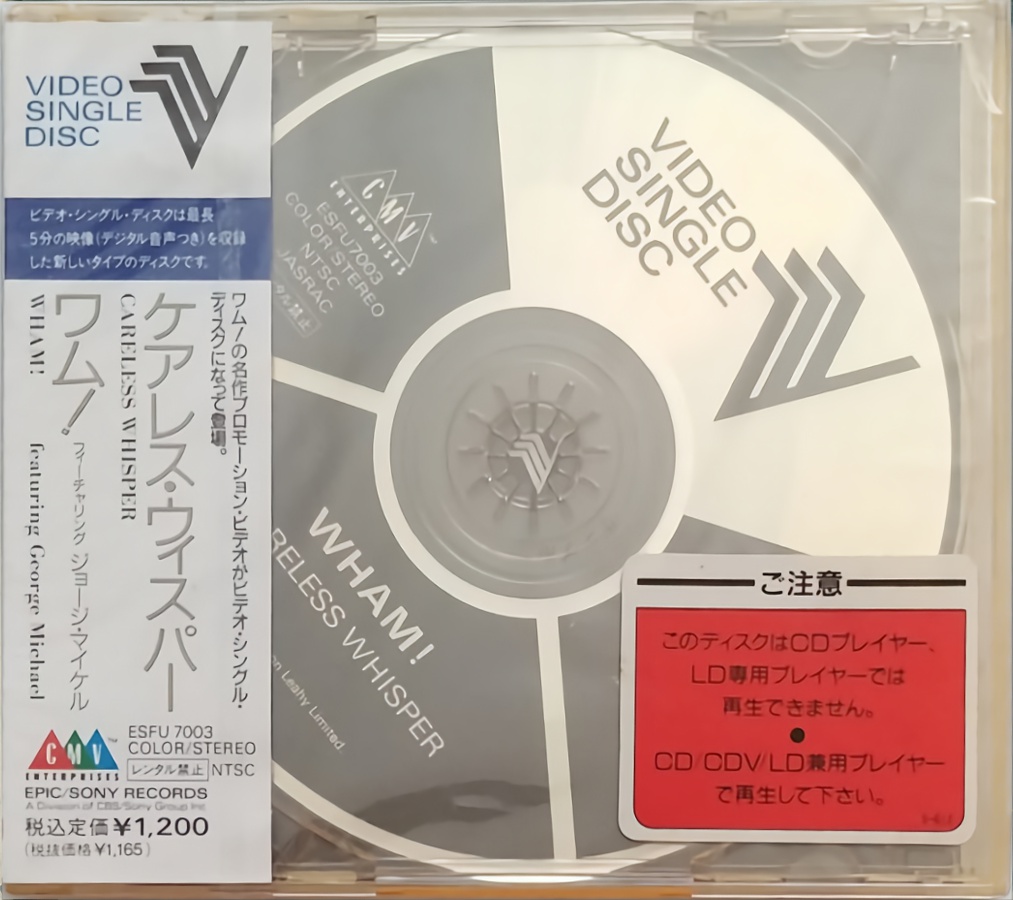 VIDEO
SINGLE
DISC
ビデオ・シングル・ディスクは最長
5分の映像(デジタル音声つき)を収録
した新しいタイプのディスクです。
ワム!の名作プロモーション・ビデオがビデオ・シングル・
ディスクになって登場。
ケアレス・ウィスパー
CARELESS WHISPER
ワム! フィーチャリング ジョージ・マイケル
WHAM! featuring George Michael
CMV™
ENTERPRISES
ESFU 7003
COLOR/STEREO
レンタル禁止 NTSC
EPIC/SONY RECORDS
A Division of CBS/Sony Group Inc.
税込定価¥1,200
(税抜価格¥1,165)
CMV™
ENTERPRISES
ESFU7003
COLOR STEREO
NTSC
JASRAC
タル禁止
VIDEO
SINGLE
DISC
WHAM!
RELESS WHISPER
Leahy Limited
ご注意
このディスクはCDプレイヤー、
LD専用プレイヤーでは
再生できません。
●
CD/CDV/LD兼用プレイヤー
で再生して下さい。